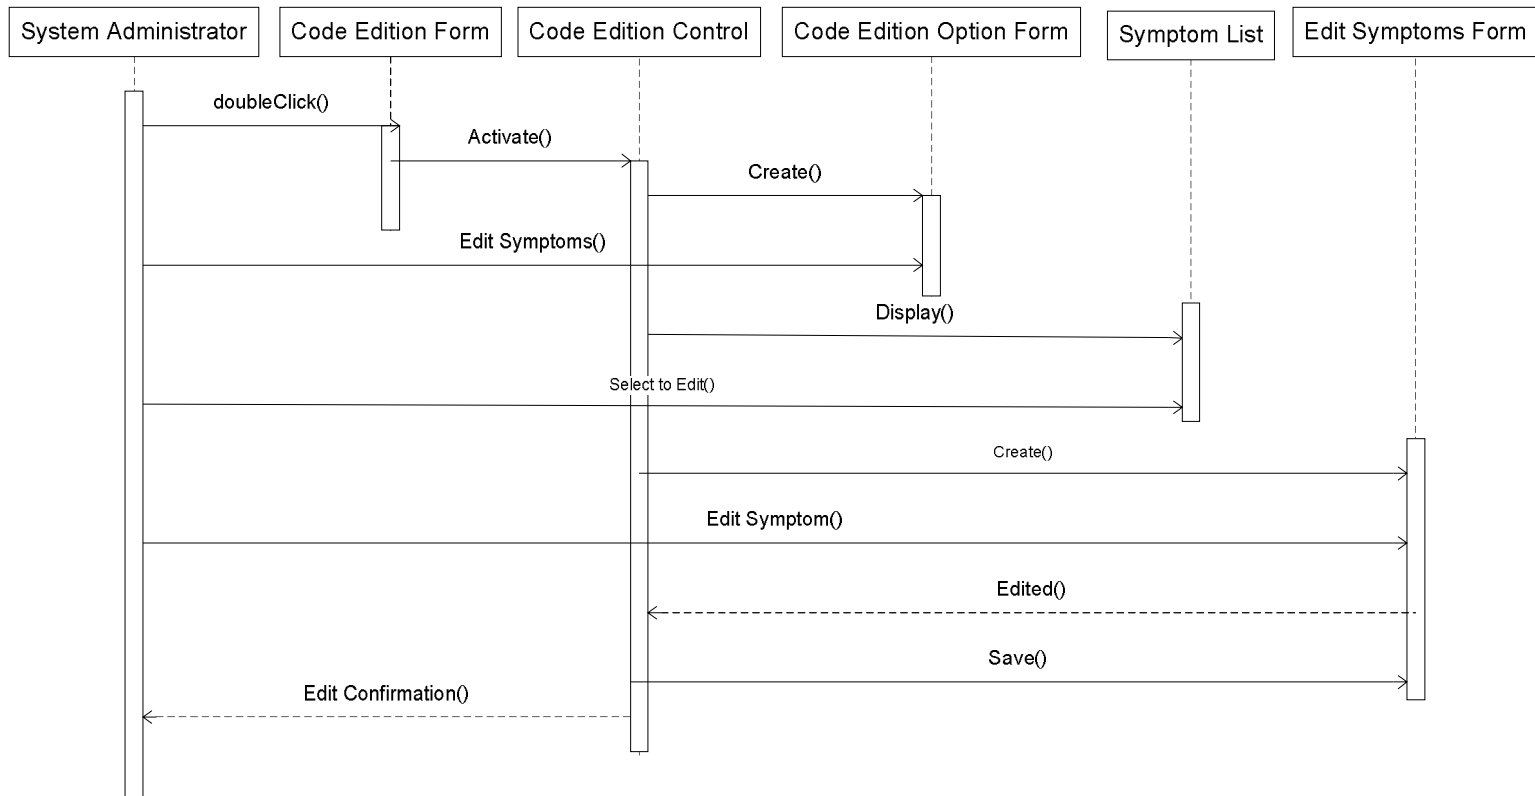 System Administrator
Code Edition Form
Code Edition Control
Code Edition Option Form
Symptom List
Edit Symptoms Form
doubleClick()
Activate()
Create()
Edit Symptoms()
Display()
Select to Edit()
Create()
Edit Symptom()
Edited()
Save()
Edit Confirmation()